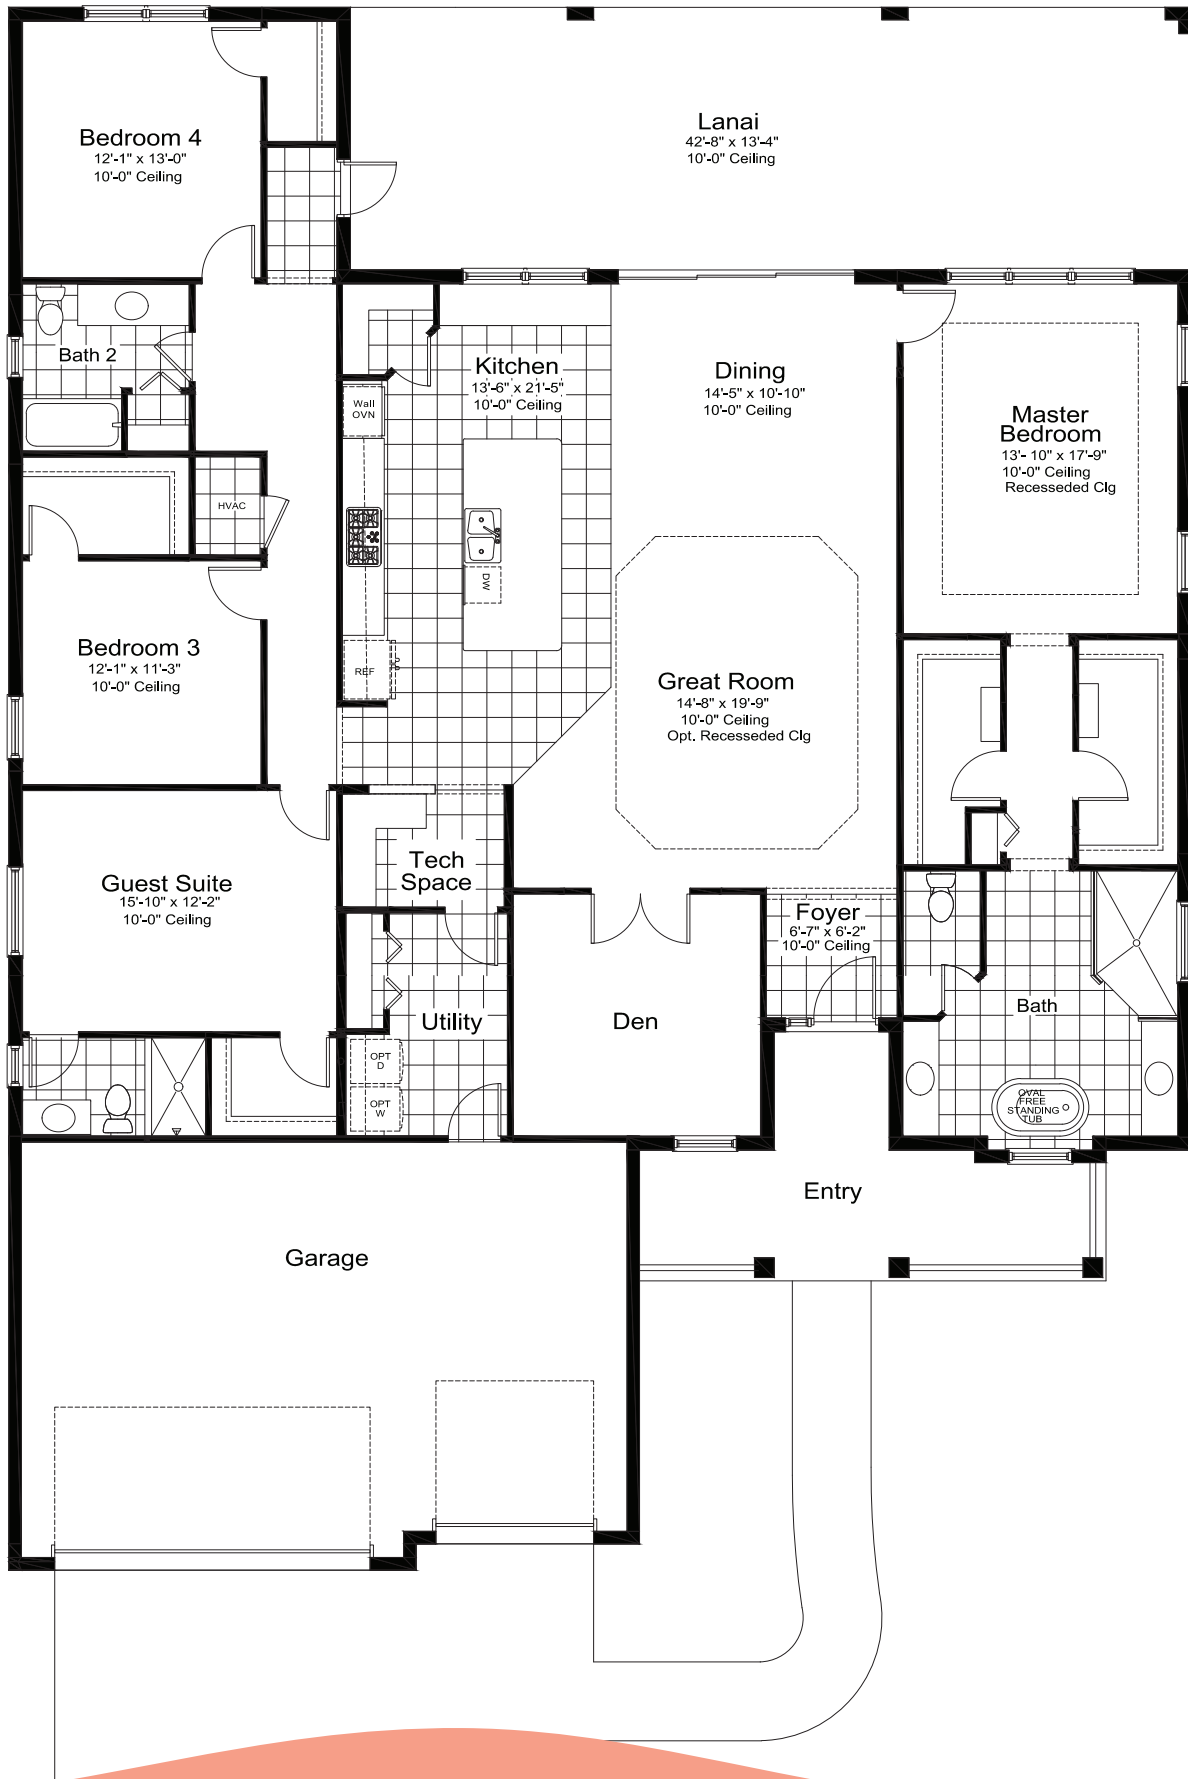 Bedroom 4
12'-1" x 13'-0"
10'-0" Ceiling
Lanai
42'-8" x 13'-4"
10'-0" Ceiling
Bath 2
Kitchen
13'-6" x 21'-5"
10'-0" Ceiling
Dining
14'-5" x 10'-10"
10'-0" Ceiling
Wall
OVN
Master
Bedroom
13'- 10" x 17'-9"
10'-0" Ceiling
Recesseded Clg
HVAC
DW
Bedroom 3
12'-1" x 11'-3"
10'-0" Ceiling
REF
Great Room
14'-8" x 19'-9"
10'-0" Ceiling
Opt. Recesseded Clg
Guest Suite
15'-10" x 12'-2"
10'-0" Ceiling
Tech
Space
Foyer
6'-7" x 6'-2"
10'-0" Ceiling
Utility
Den
Bath
OPT
D
OPT
W
OVAL
FREE
STANDING
TUB
Entry
Garage